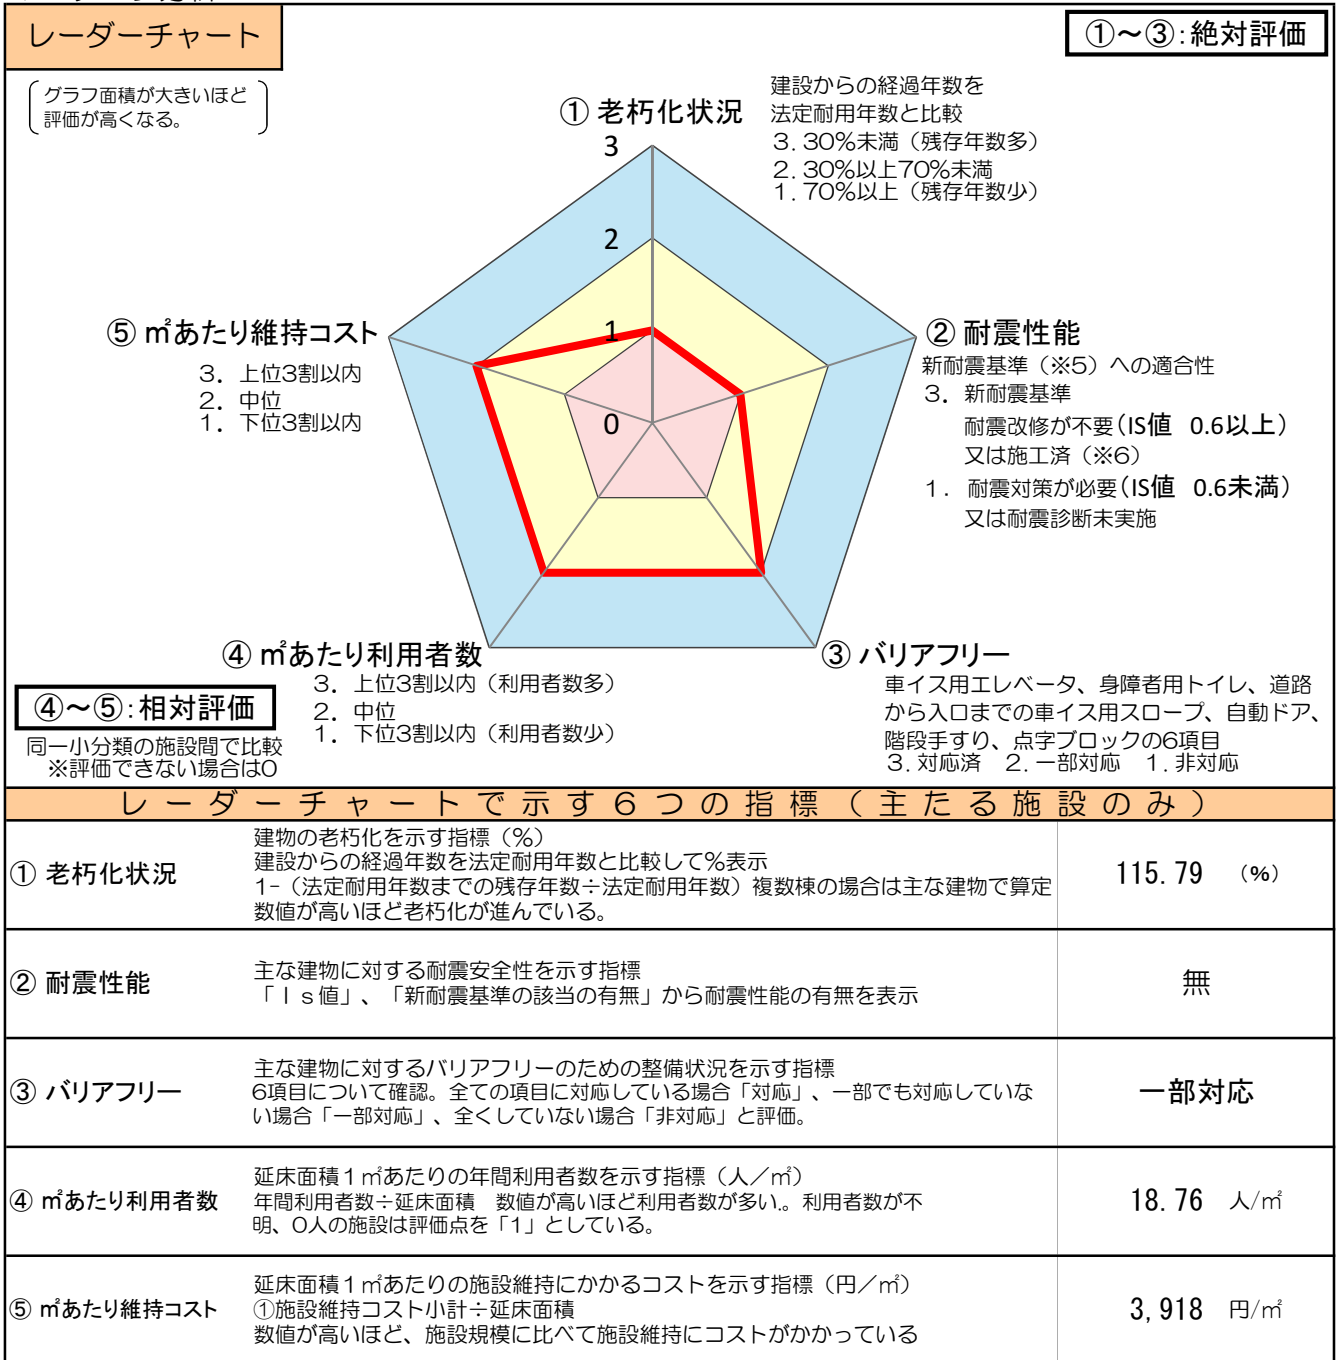 レーダーチャート
①～③:絶対評価
グラフ面積が大きいほど
評価が高くなる。
① 老朽化状況
建設からの経過年数を
法定耐用年数と比較
3. 30%未満（残存年数多）
2. 30%以上70%未満
1. 70%以上（残存年数少）
3
2
1
0
② 耐震性能
新耐震基準（※5）への適合性
3. 新耐震基準
耐震改修が不要(IS値 0.6以上)
又は施工済（※6）
1. 耐震対策が必要(IS値 0.6未満)
又は耐震診断未実施
⑤ ㎡あたり維持コスト
3. 上位3割以内
2. 中位
1. 下位3割以内
④ ㎡あたり利用者数
3. 上位3割以内（利用者数多）
2. 中位
1. 下位3割以内（利用者数少）
③ バリアフリー
車イス用エレベータ、身障者用トイレ、道路
から入口までの車イス用スロープ、自動ドア、
階段手すり、点字ブロックの6項目
3. 対応済 2. 一部対応 1. 非対応
④～⑤:相対評価
同一小分類の施設間で比較
※評価できない場合は0
レーダーチャートで示す６つの指標（主たる施設のみ）
① 老朽化状況
建物の老朽化を示す指標（%）
建設からの経過年数を法定耐用年数と比較して%表示
1-（法定耐用年数までの残存年数÷法定耐用年数）複数棟の場合は主な建物で算定
数値が高いほど老朽化が進んでいる。
115.79 （%）
② 耐震性能
主な建物に対する耐震安全性を示す指標
「Ｉｓ値」、「新耐震基準の該当の有無」から耐震性能の有無を表示
無
③ バリアフリー
主な建物に対するバリアフリーのための整備状況を示す指標
6項目について確認。全ての項目に対応している場合「対応」、一部でも対応していな
い場合「一部対応」、全くしていない場合「非対応」と評価。
一部対応
④ ㎡あたり利用者数
延床面積１㎡あたりの年間利用者数を示す指標（人／㎡）
年間利用者数÷延床面積 数値が高いほど利用者数が多い。利用者数が不
明、0人の施設は評価点を「1」としている。
18.76 人/㎡
⑤ ㎡あたり維持コスト
延床面積１㎡あたりの施設維持にかかるコストを示す指標（円／㎡）
①施設維持コスト小計÷延床面積
数値が高いほど、施設規模に比べて施設維持にコストがかかっている
3,918 円/㎡